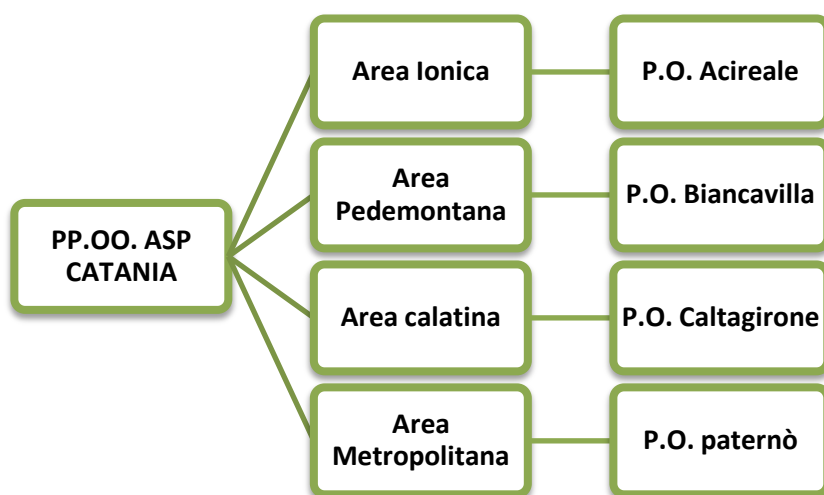 Area Ionica
P.O. Acireale
Area
Pedemontana
P.O. Biancavilla
PP.OO. ASP
CATANIA
Area calatina
P.O. Caltagirone
Area
Metropolitana
P.O. paternò